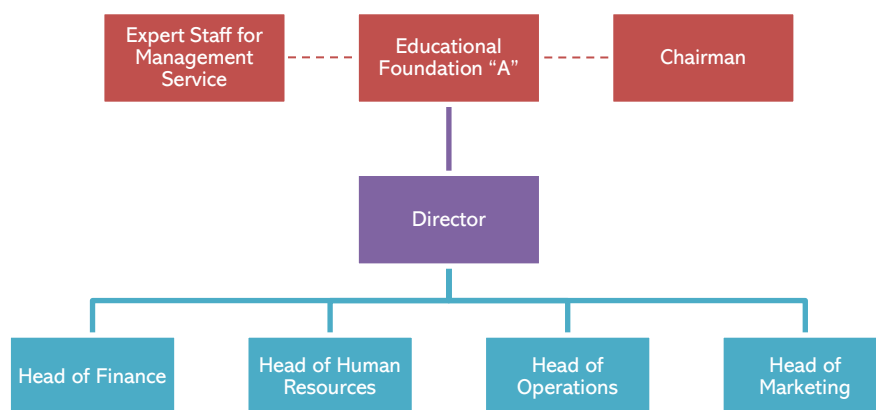 Expert Staff for
Management
Service
Educational
Foundation “A”
Chairman
Director
Head of Finance
Head of Human
Resources
Head of
Operations
Head of
Marketing